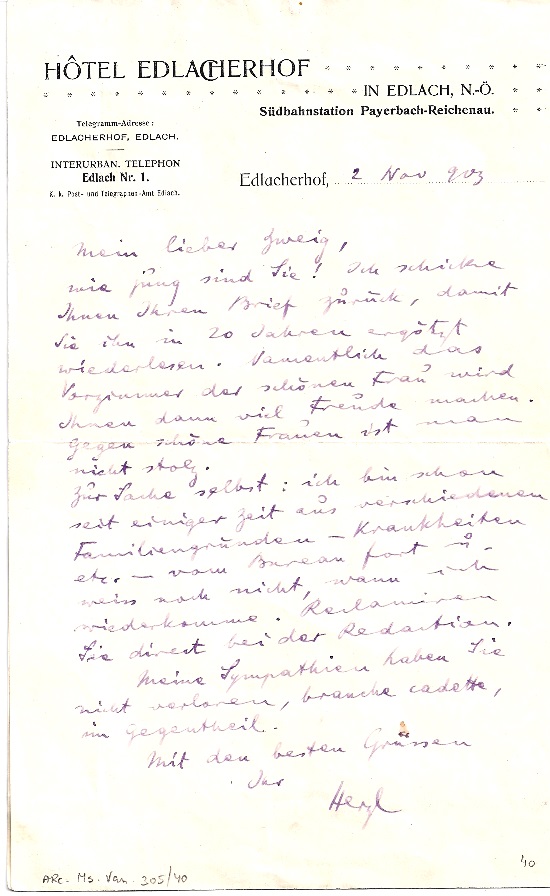 HÔTEL EDLACHERHOF
IN EDLACH, N.-Ö.
Südbahnstation Payerbach-Reichenau.
Telegramm-Adresse:
EDLACHERHOF, EDLACH.
INTERURBAN. TELEPHON
Edlach Nr. 1.
K. k. Post- und Telegraphen-Amt Edlach.
Edlacherhof, 2 Nov 903
Mein lieber Zweig,
wie jung sind Sie! Ich schicke
Ihnen Ihren Brief zurück, damit
Sie ihn in 20 Jahren ergötzt
wiederlesen. Namentlich das
Vorzimmer der schönen Frau wird
Ihnen dann viel Freude machen.
Gegen schöne Frauen ist man
nicht stolz.
Zur Sache selbst: ich bin schon
seit einiger Zeit aus verschiedenen
Familiengründen – Krankheiten
etc. – vom Bureau fort u.
weiss noch nicht, wann ich
wiederkomme. Reclamiren
Sie direct bei der Redaction.
Meine Sympathien haben Sie
nicht verloren, branche cadette,
im Gegentheil.
Mit den besten Grüssen
Ihr
Herzl
ARC. Ms. Var. 305/40
40